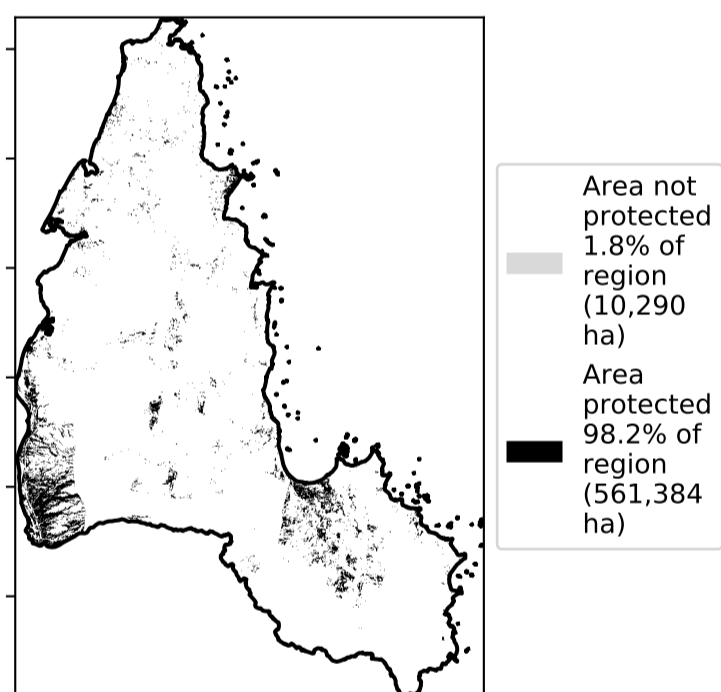 Area not
protected
1.8% of
region
(10,290
ha)
Area
protected
98.2% of
region
(561,384
ha)